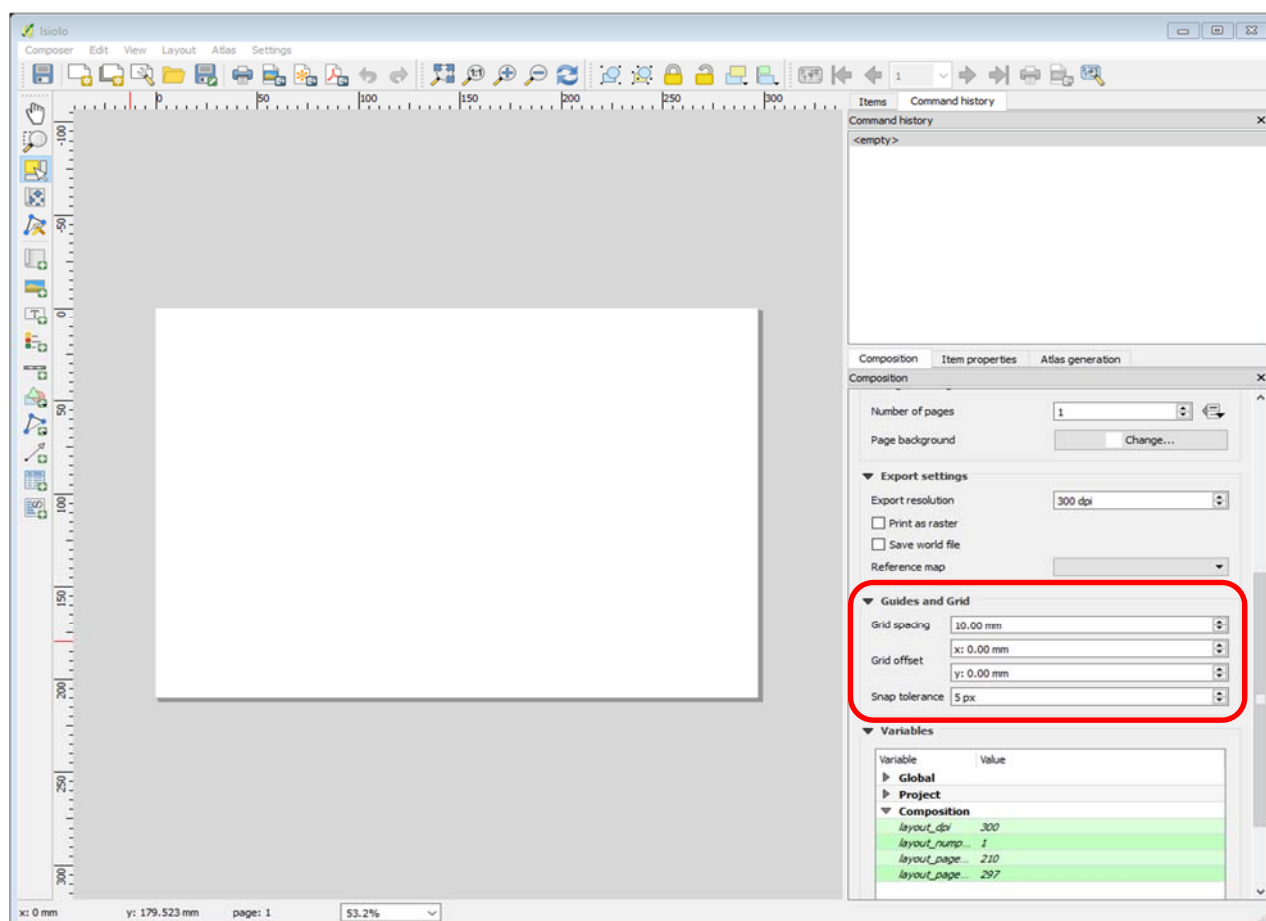 Isiolo
Composer Edit View Layout Atlas Settings
1
0 50 100 150 200 250 300
-100
-50
0
50
100
150
200
250
300
Items Command history
Command history
<empty>
Composition Item properties Atlas generation
Composition
Number of pages 1
Page background Change...
Export settings
Export resolution 300 dpi
Print as raster
Save world file
Reference map
Guides and Grid
Grid spacing 10.00 mm
x: 0.00 mm
Grid offset
y: 0.00 mm
Snap tolerance 5 px
Variables
Variable Value
Global
Project
Composition
layout_dpi 300
layout_nump... 1
layout_page... 210
layout_page... 297
x: 0 mm y: 179.523 mm page: 1 53.2%